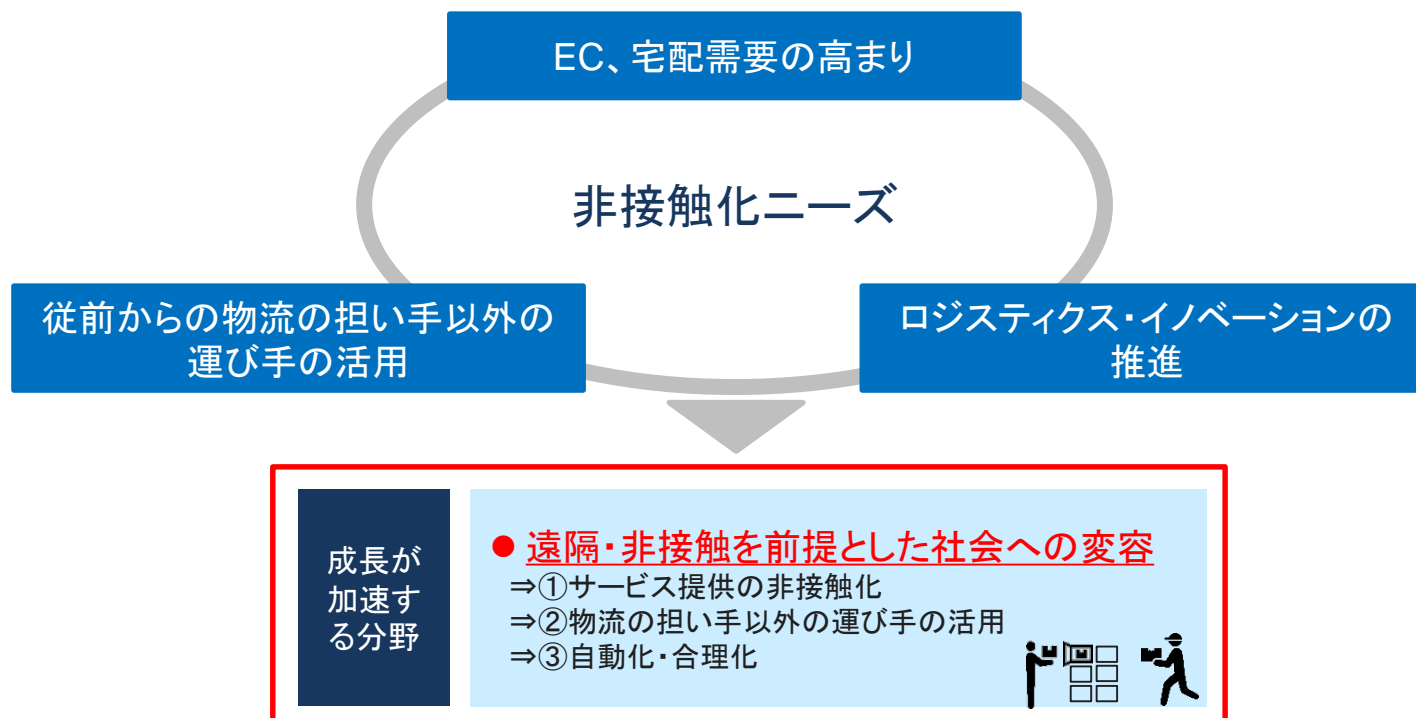 EC、宅配需要の高まり
非接触化ニーズ
従前からの物流の担い手以外の
運び手の活用
ロジスティクス・イノベーションの
推進
成長が
加速す
る分野
● 遠隔・非接触を前提とした社会への変容
⇒①サービス提供の非接触化
⇒②物流の担い手以外の運び手の活用
⇒③自動化・合理化